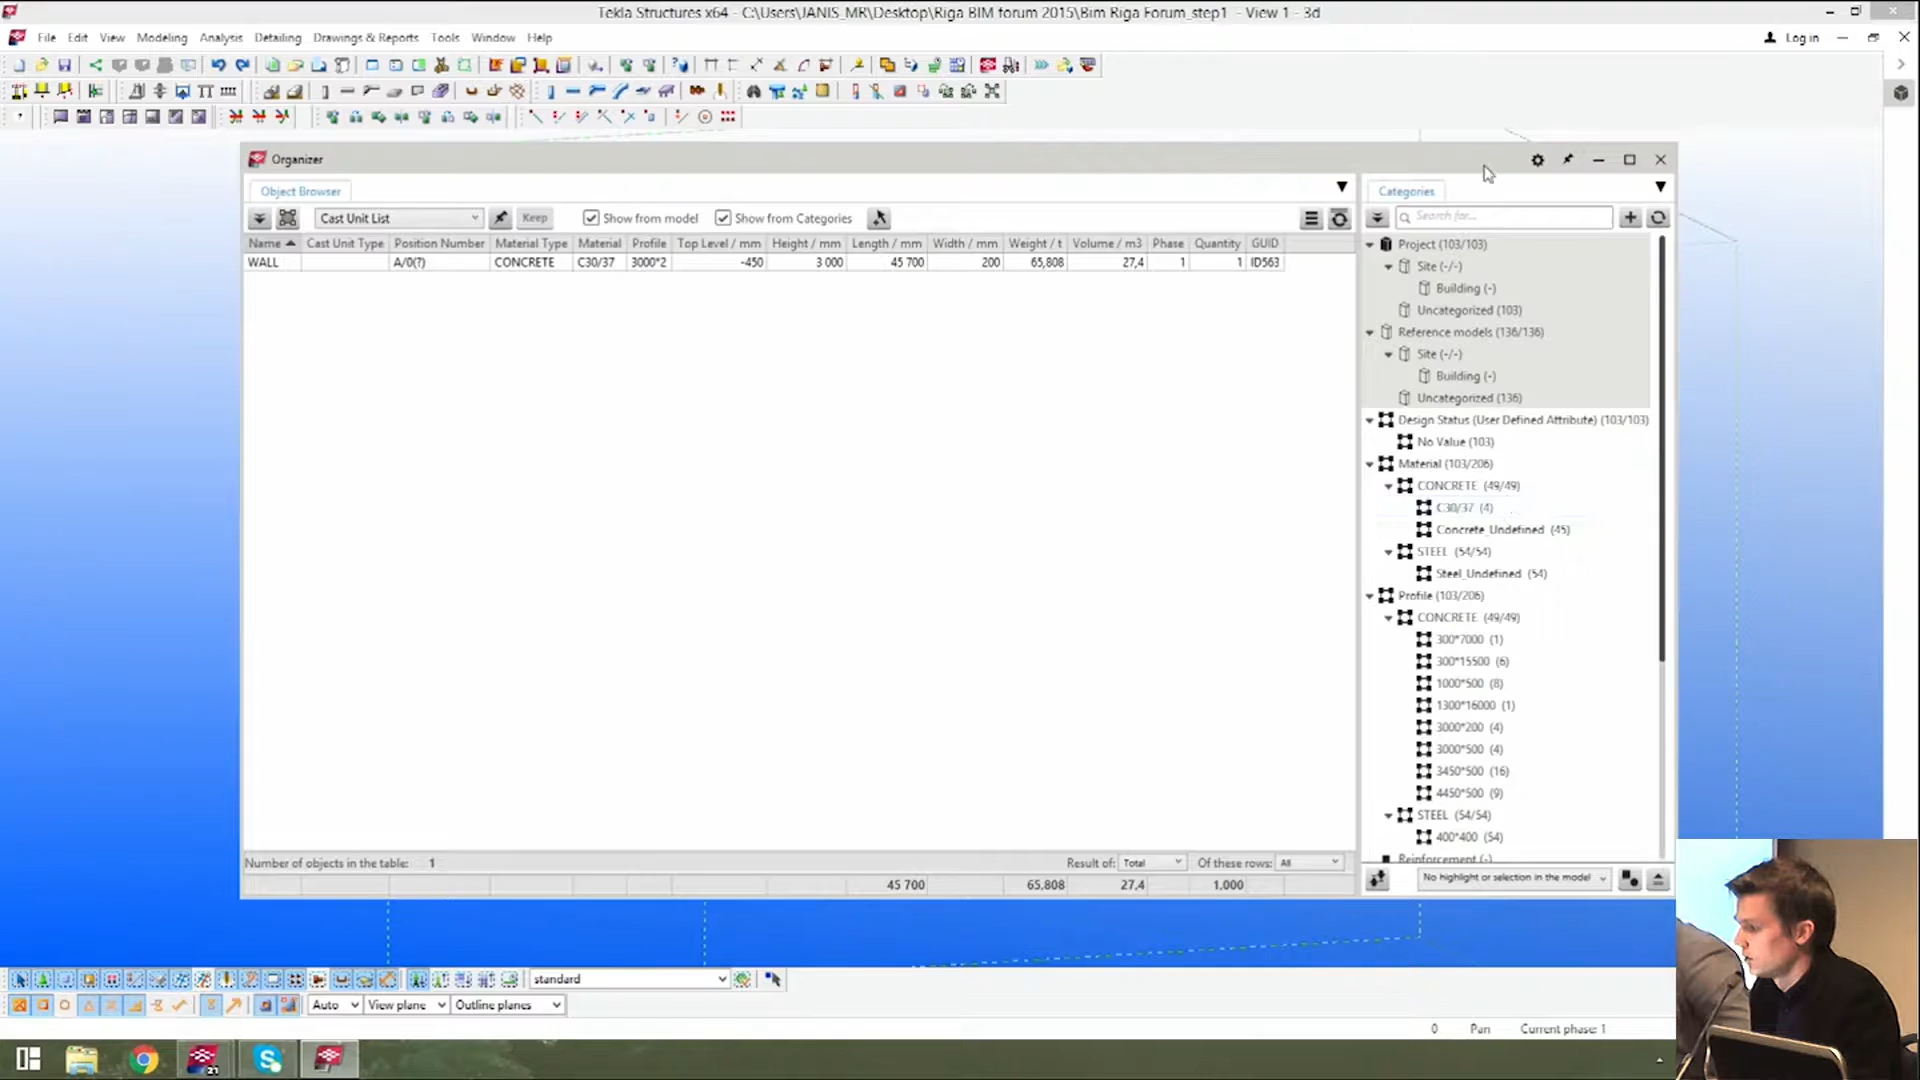 Tekla Structures x64 - C:\Users\JANIS_MR\Desktop\Riga BIM forum 2015\Bim Riga Forum_step1 - View 1 - 3d
File Edit View Modeling Analysis Detailing Drawings & Reports Tools Window Help
Log in
Organizer
Object Browser
Cast Unit List
Keep
Show from model
Show from Categories
Name Cast Unit Type Position Number Material Type Material Profile Top Level / mm Height / mm Length / mm Width / mm Weight / t Volume / m3 Phase Quantity GUID
WALL A/0(?) CONCRETE C30/37 3000*2 -450 3 000 45 700 200 65,808 27,4 1 1 ID563
Number of objects in the table: 1
Result of: Total Of these rows: All
45 700 65,808 27,4 1,000
Categories
Search for...
Project (103/103)
Site (-/-)
Building (-)
Uncategorized (103)
Reference models (136/136)
Site (-/-)
Building (-)
Uncategorized (136)
Design Status (User Defined Attribute) (103/103)
No Value (103)
Material (103/206)
CONCRETE (49/49)
C30/37 (4)
Concrete_Undefined (45)
STEEL (54/54)
Steel_Undefined (54)
Profile (103/206)
CONCRETE (49/49)
300*7000 (1)
300*15500 (6)
1000*500 (8)
1300*16000 (1)
3000*200 (4)
3000*500 (4)
3450*500 (16)
4450*500 (9)
STEEL (54/54)
400*400 (54)
Reinforcement (-)
No highlight or selection in the model
standard
Auto View plane Outline planes
0 Pan Current phase: 1
21